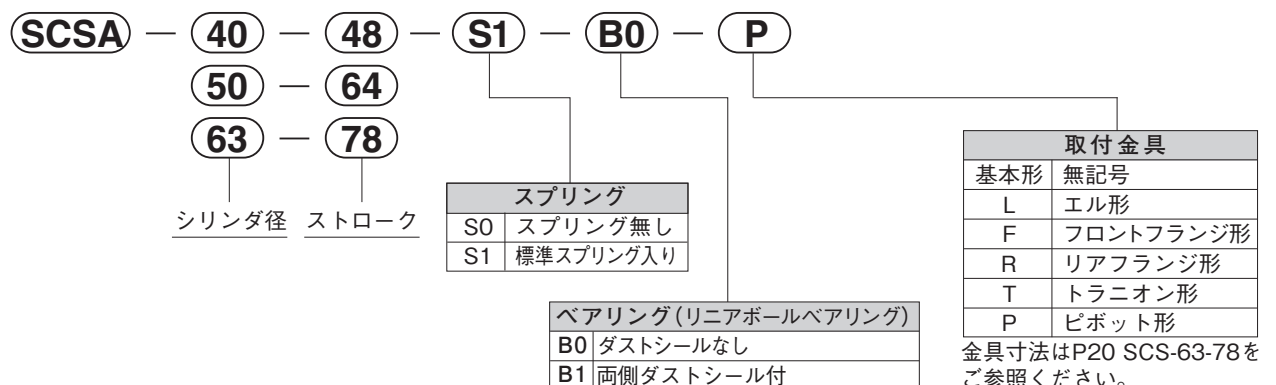 SCSA — 40 — 48 — S1 — B0 — P
50 — 64
63 — 78
シリンダ径 ストローク
スプリング
S0 スプリング無し
S1 標準スプリング入り
ベアリング(リニアボールベアリング)
B0 ダストシールなし
B1 両側ダストシール付
取付金具
基本形 無記号
L エル形
F フロントフランジ形
R リアフランジ形
T トラニオン形
P ピボット形
金具寸法はP20 SCS-63-78を
ご参照ください。